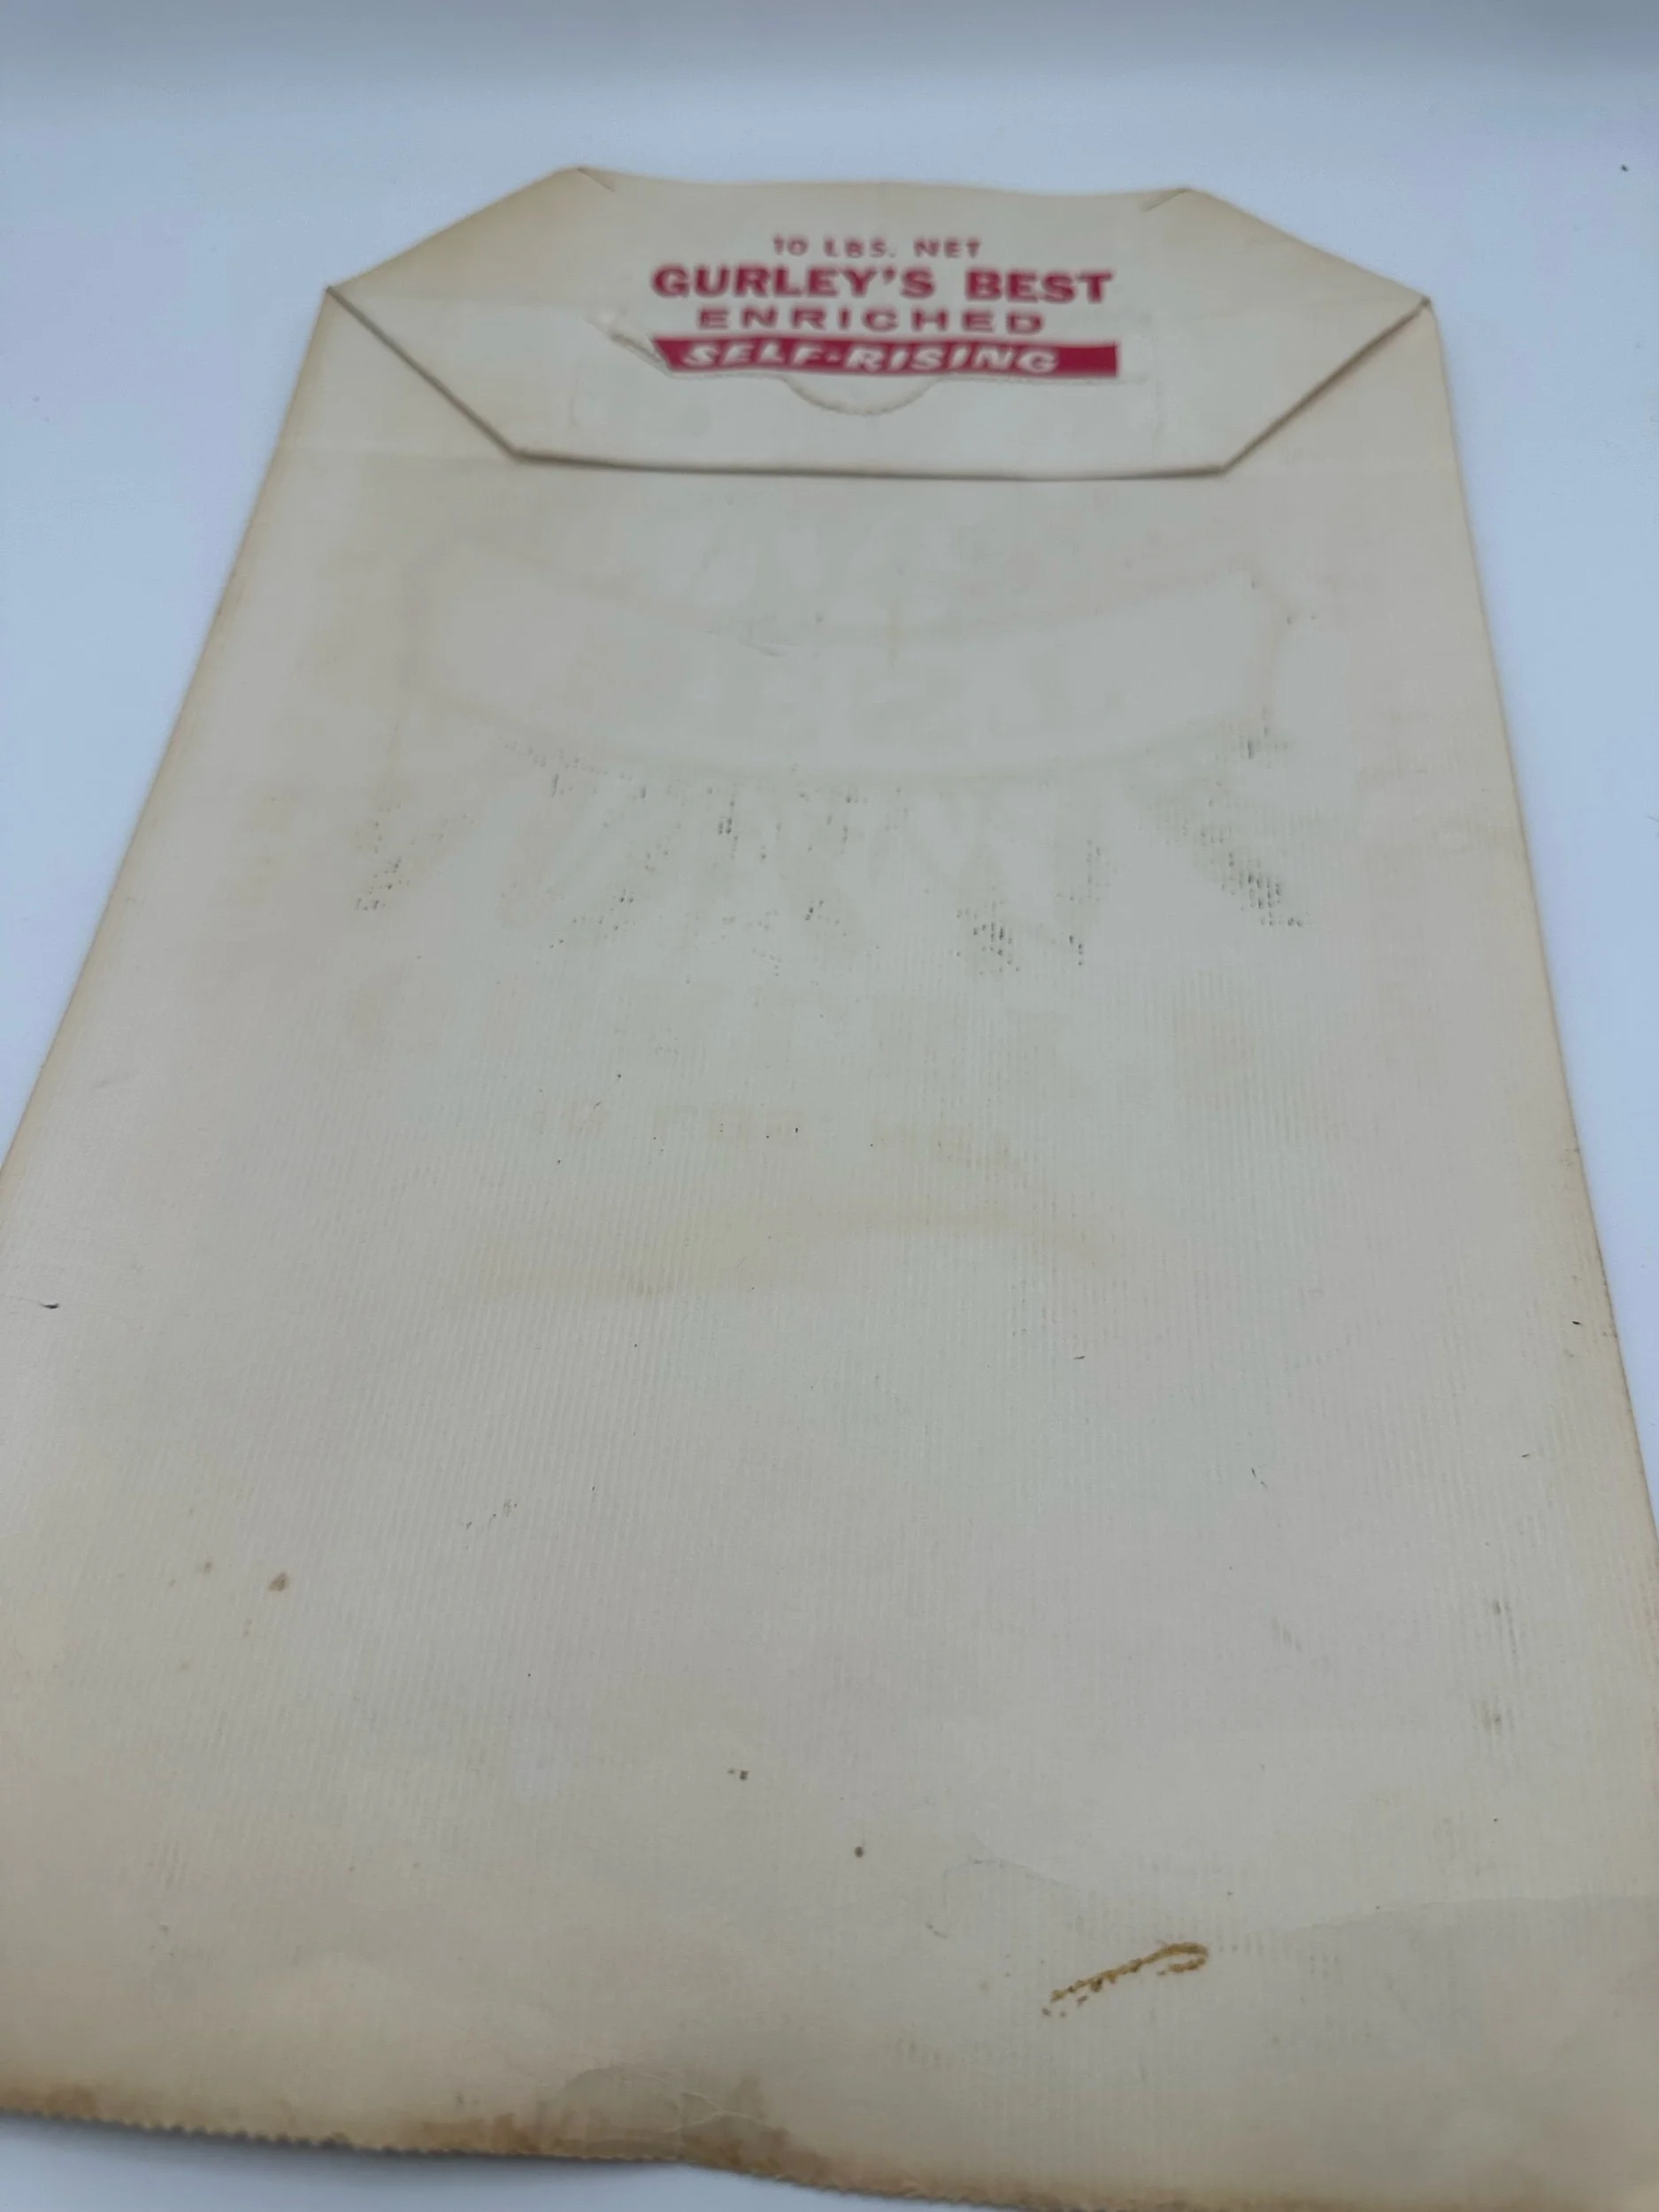 10 LBS. NET
GURLEY'S BEST
ENRICHED
SELF-RISING